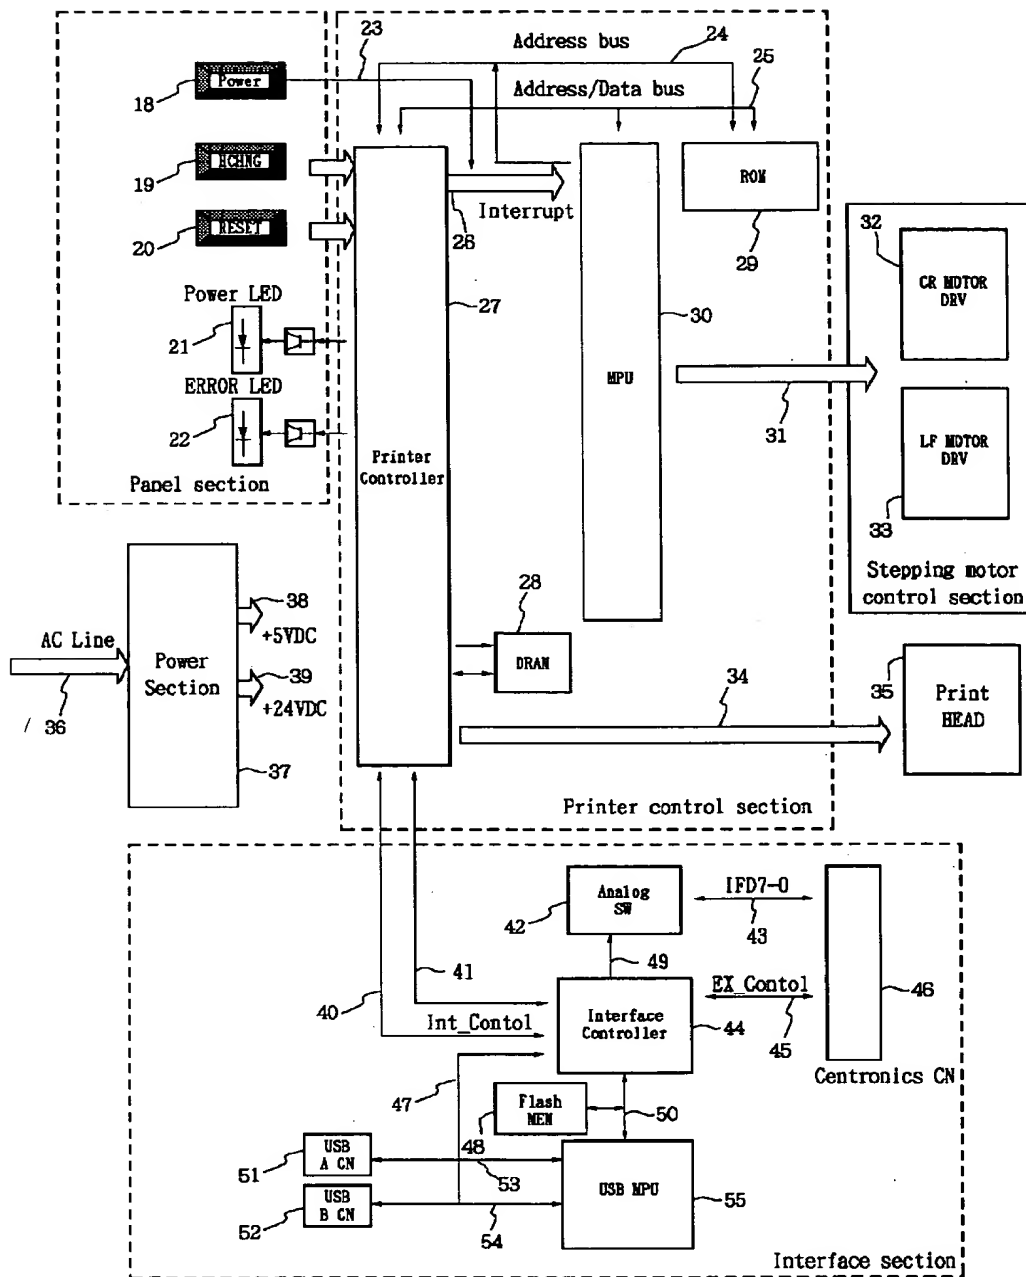 23
Address bus
24
25
18
Power
Address/Data bus
19
HCHNG
ROM
20
RESET
26
Interrupt
29
32
CR MOTOR
DRV
Power LED
21
27
30
ERROR LED
22
MPU
31
Panel section
Printer
Controller
LF MOTOR
DRV
33
Stepping motor
control section
38
+5VDC
AC Line
36
Power
Section
39
+24VDC
37
28
DRAM
34
35
Print
HEAD
Printer control section
42
Analog
SW
IFD7-0
43
49
41
40
Int_Contol
Interface
Controller
44
EX_Contol
45
46
Centronics CN
47
Flash
MEM
48
50
51
USB
A CN
53
52
USB
B CN
54
USB MPU
55
Interface section